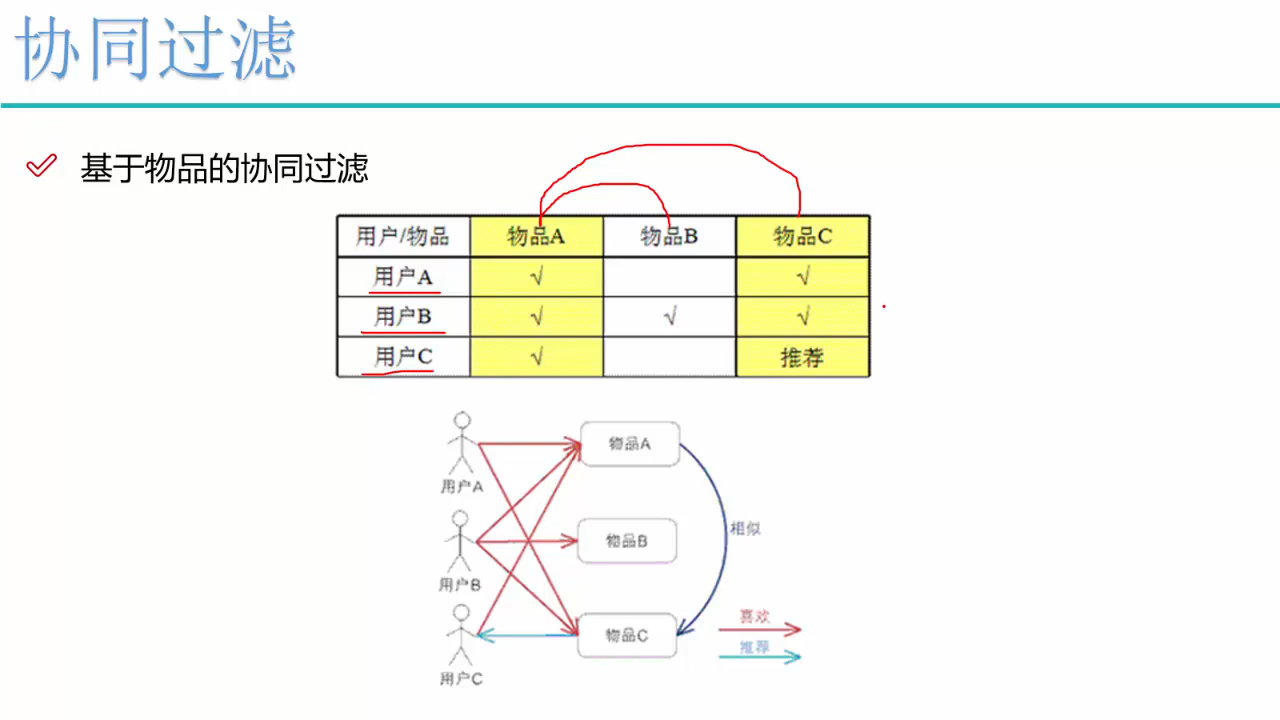 协同过滤
基于物品的协同过滤
用户/物品 物品A 物品B 物品C
用户A √ √
用户B √ √ √
用户C √ 推荐
物品A
用户A
相似
物品B
用户B
喜欢
物品C
推荐
用户C